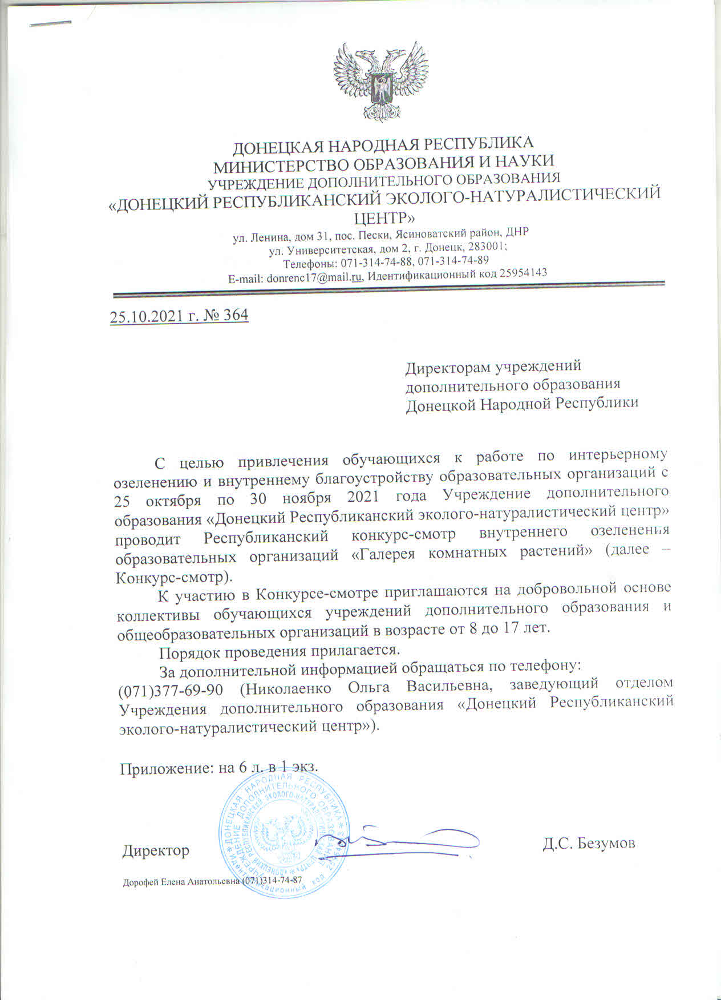 ДОНЕЦКАЯ НАРОДНАЯ РЕСПУБЛИКА
МИНИСТЕРСТВО ОБРАЗОВАНИЯ И НАУКИ
УЧРЕЖДЕНИЕ ДОПОЛНИТЕЛЬНОГО ОБРАЗОВАНИЯ
«ДОНЕЦКИЙ РЕСПУБЛИКАНСКИЙ ЭКОЛОГО-НАТУРАЛИСТИЧЕСКИЙ
ЦЕНТР»
ул. Ленина, дом 31, пос. Пески, Ясиноватский район, ДНР
ул. Университетская, дом 2, г. Донецк, 283001;
Телефоны: 071-314-74-88, 071-314-74-89
E-mail: donrenc17@mail.ru, Идентификационный код 25954143
25.10.2021 г. № 364
Директорам учреждений
дополнительного образования
Донецкой Народной Республики
С целью привлечения обучающихся к работе по интерьерному
озеленению и внутреннему благоустройству образовательных организаций с
25 октября по 30 ноября 2021 года Учреждение дополнительного
образования «Донецкий Республиканский эколого-натуралистический центр»
проводит Республиканский конкурс-смотр внутреннего озеленения
образовательных организаций «Галерея комнатных растений» (далее –
Конкурс-смотр).
К участию в Конкурсе-смотре приглашаются на добровольной основе
коллективы обучающихся учреждений дополнительного образования и
общеобразовательных организаций в возрасте от 8 до 17 лет.
Порядок проведения прилагается.
За дополнительной информацией обращаться по телефону:
(071)377-69-90 (Николаенко Ольга Васильевна, заведующий отделом
Учреждения дополнительного образования «Донецкий Республиканский
эколого-натуралистический центр»).
Приложение: на 6 л. в 1 экз.
ДОНЕЦКАЯ НАРОДНАЯ РЕСПУБЛИКА
УЧРЕЖДЕНИЕ ДОПОЛНИТЕЛЬНОГО ОБРАЗОВАНИЯ
«ДОНЕЦКИЙ РЕСПУБЛИКАНСКИЙ ЭКОЛОГО-НАТУРАЛИСТИЧЕСКИЙ ЦЕНТР»
Идентификационный код
Директор
Д.С. Безумов
Дорофей Елена Анатольевна (071)314-74-87